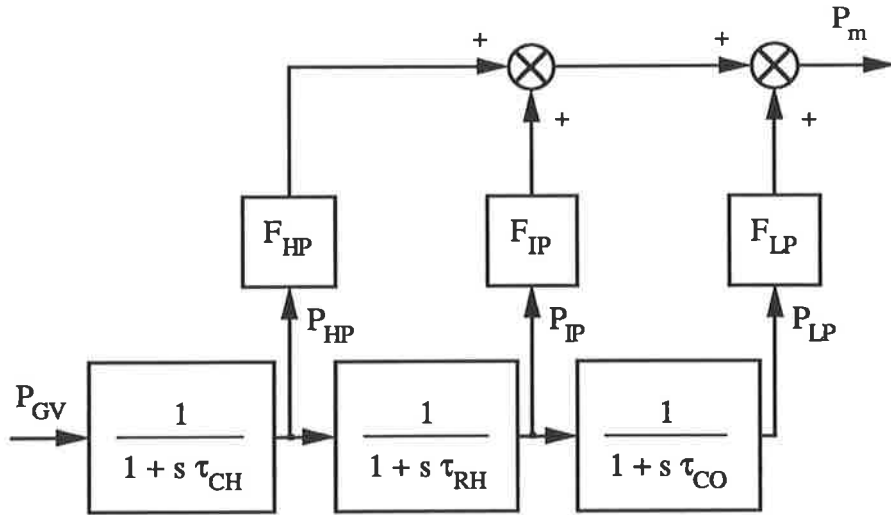 P_m
+
+
+
+
F_HP
F_IP
F_LP
P_HP
P_IP
P_LP
P_GV
1
1 + s τ_CH
1
1 + s τ_RH
1
1 + s τ_CO